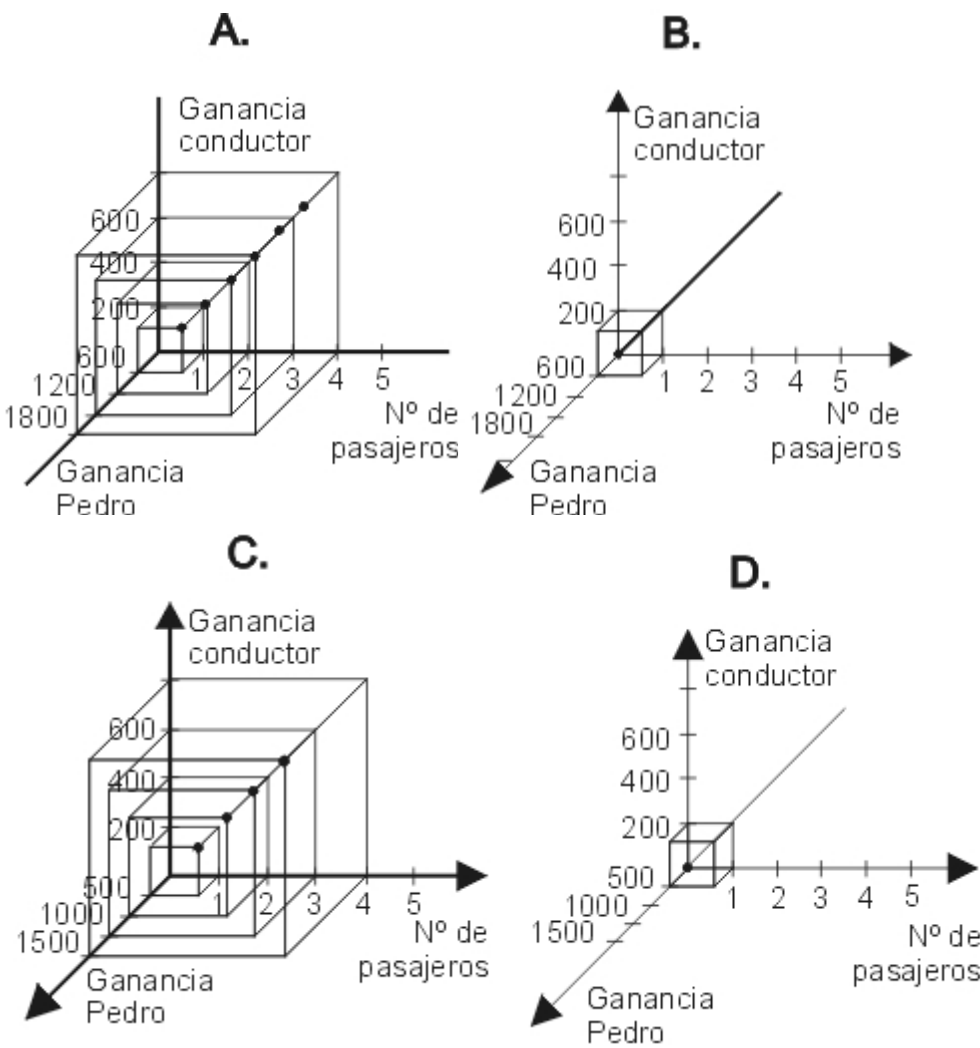 A.
Ganancia
conductor
600
400
200
600
1200
1800
1 2 3 4 5
Nº de
pasajeros
Ganancia
Pedro
B.
Ganancia
conductor
600
400
200
600
1200
1800
1 2 3 4 5
Nº de
pasajeros
Ganancia
Pedro
C.
Ganancia
conductor
600
400
200
500
1000
1500
1 2 3 4 5
Nº de
pasajeros
Ganancia
Pedro
D.
Ganancia
conductor
600
400
200
500
1000
1500
1 2 3 4 5
Nº de
pasajeros
Ganancia
Pedro